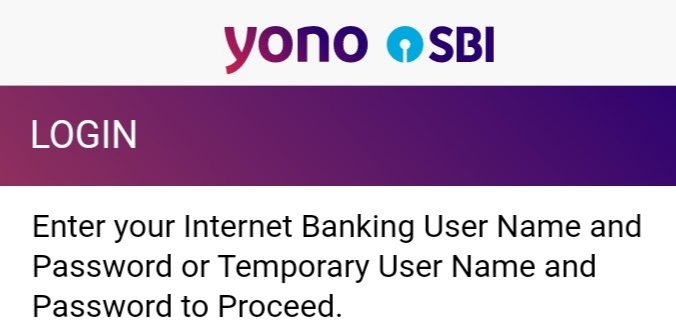 yono SBI
LOGIN
Enter your Internet Banking User Name and
Password or Temporary User Name and
Password to Proceed.